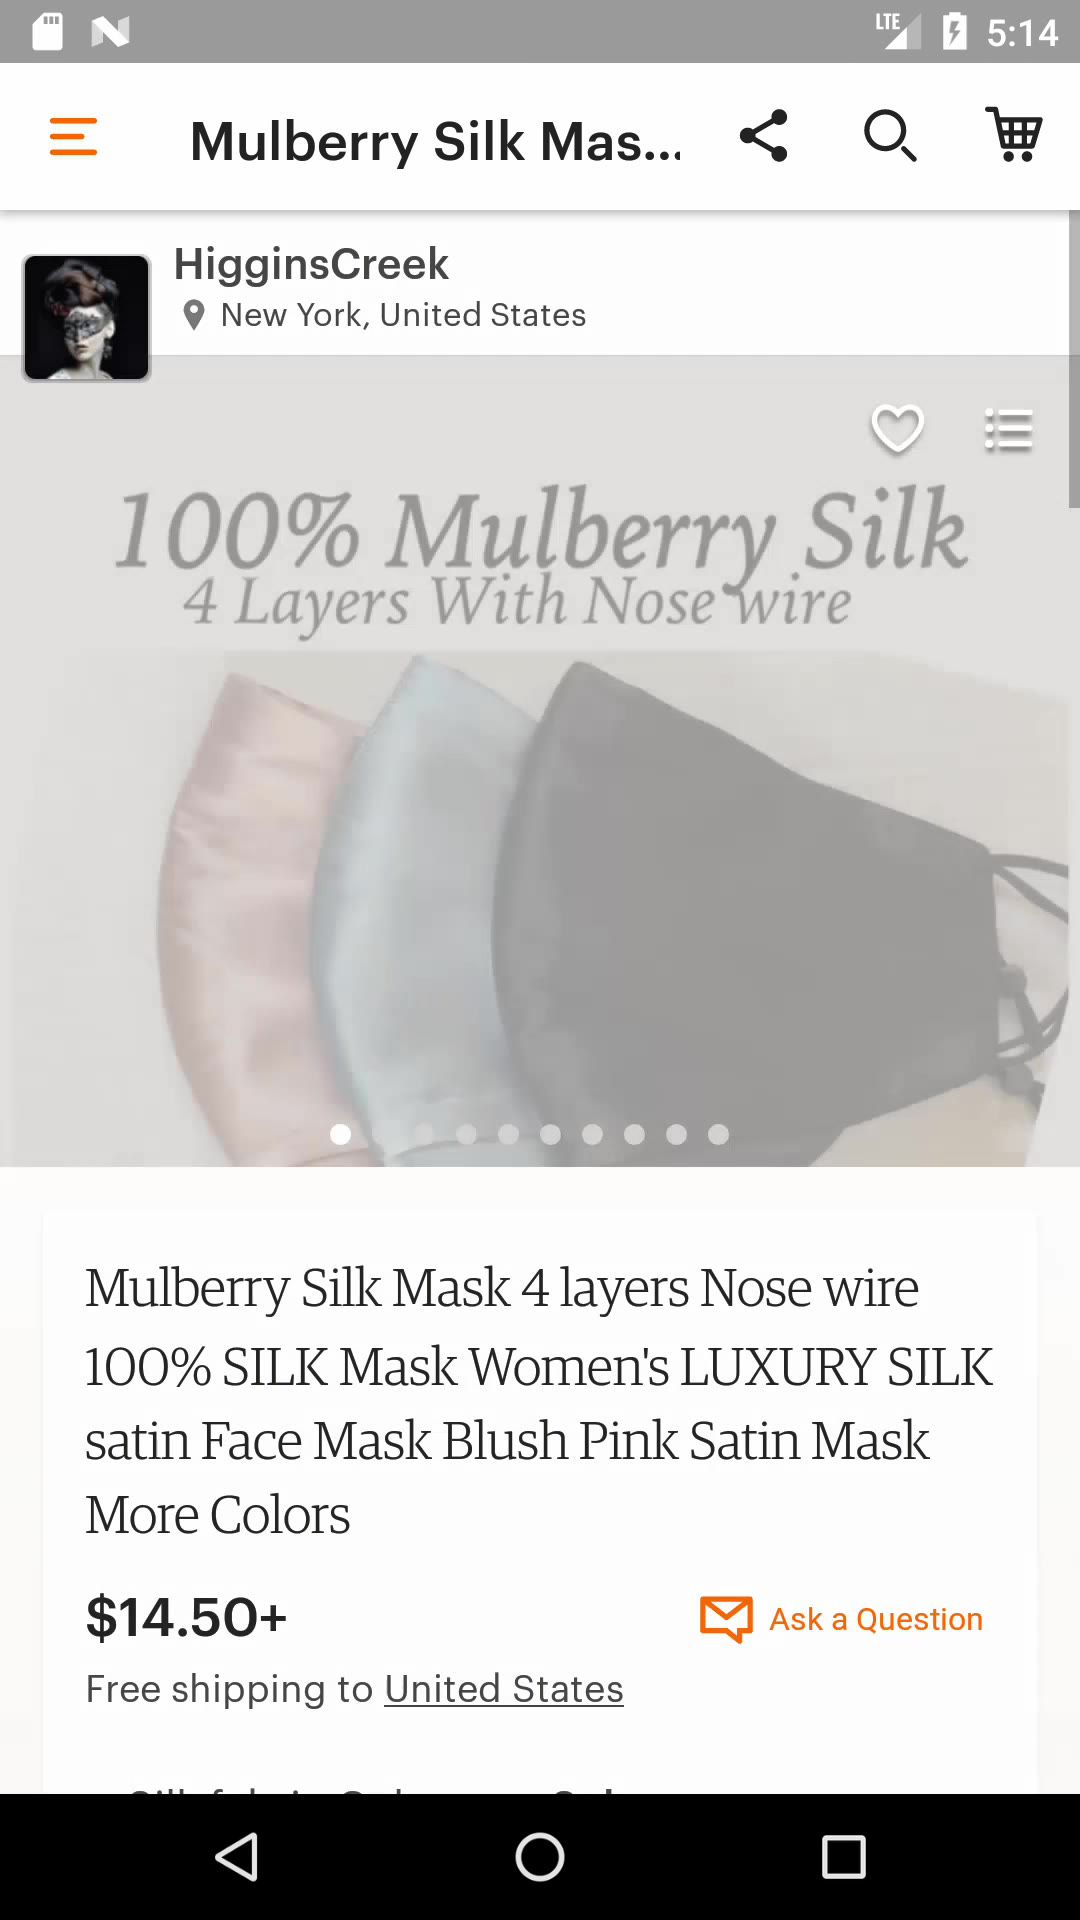 LTE 5:14
Mulberry Silk Mas...
HigginsCreek
New York, United States
100% Mulberry Silk
4 Layers With Nose wire
Mulberry Silk Mask 4 layers Nose wire
100% SILK Mask Women's LUXURY SILK
satin Face Mask Blush Pink Satin Mask
More Colors
$14.50+
Ask a Question
Free shipping to United States